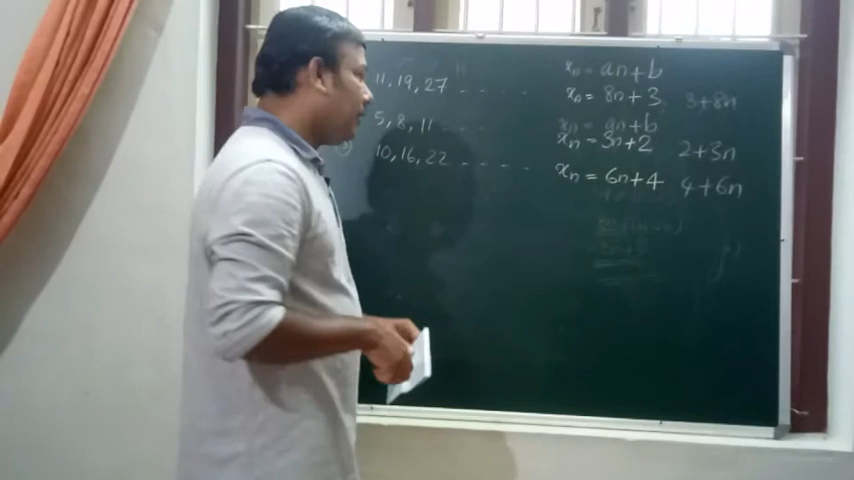 xn = an+b
11, 19, 27 - - - - -
xn = 8n+3, 3+8n
xn = an+b
5, 8, 11 - - - -
xn = 3n+2 2+3n
10, 16, 22 - - - - -
xn = 6n+4 4+6n